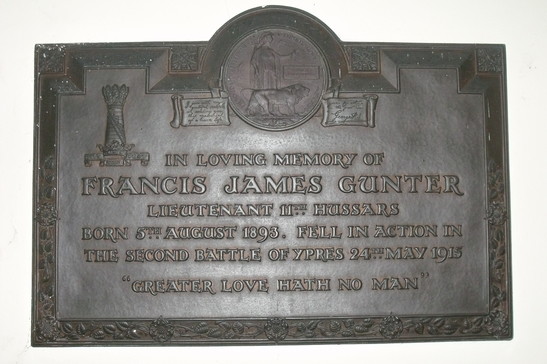 IN LOVING MEMORY OF
FRANCIS JAMES GUNTER
LIEUTENANT 11TH HUSSARS
BORN 5TH AUGUST 1893. FELL IN ACTION IN
THE SECOND BATTLE OF YPRES 24TH MAY 1915
"GREATER LOVE HATH NO MAN"